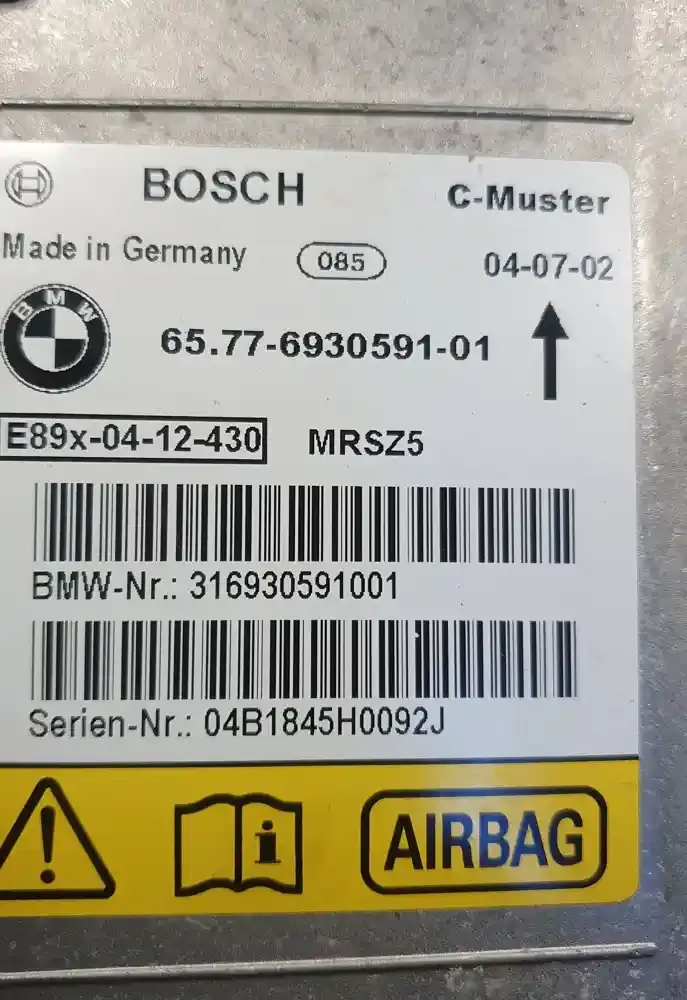 BOSCH C-Muster
Made in Germany 085 04-07-02
BMW 65.77-6930591-01
E89x-04-12-430 MRSZ5
BMW-Nr.: 316930591001
Serien-Nr.: 04B1845H0092J
! i AIRBAG